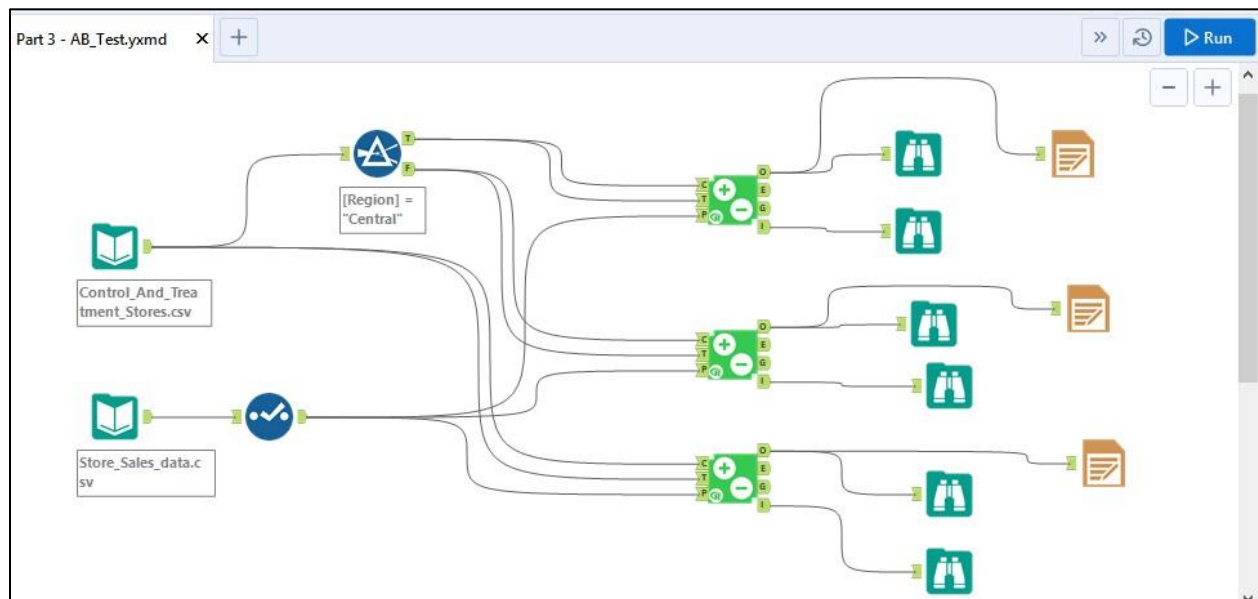 Part 3 - AB_Test.yxmd
Run
T
F
[Region] =
"Central"
Control_And_Trea
tment_Stores.csv
Store_Sales_data.c
sv
C
T
P
O
E
G
I
C
T
P
O
E
G
I
C
T
P
O
E
G
I